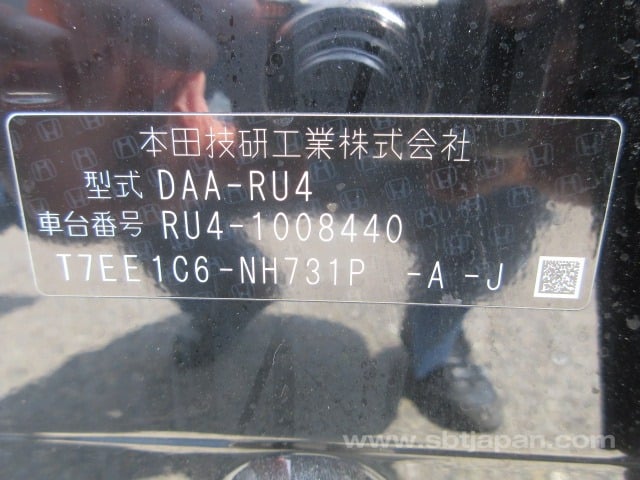 本田技研工業株式会社
型式 DAA-RU4
車台番号 RU4-1008440
T7EE1C6-NH731P -A -J
www.sbtjapan.com